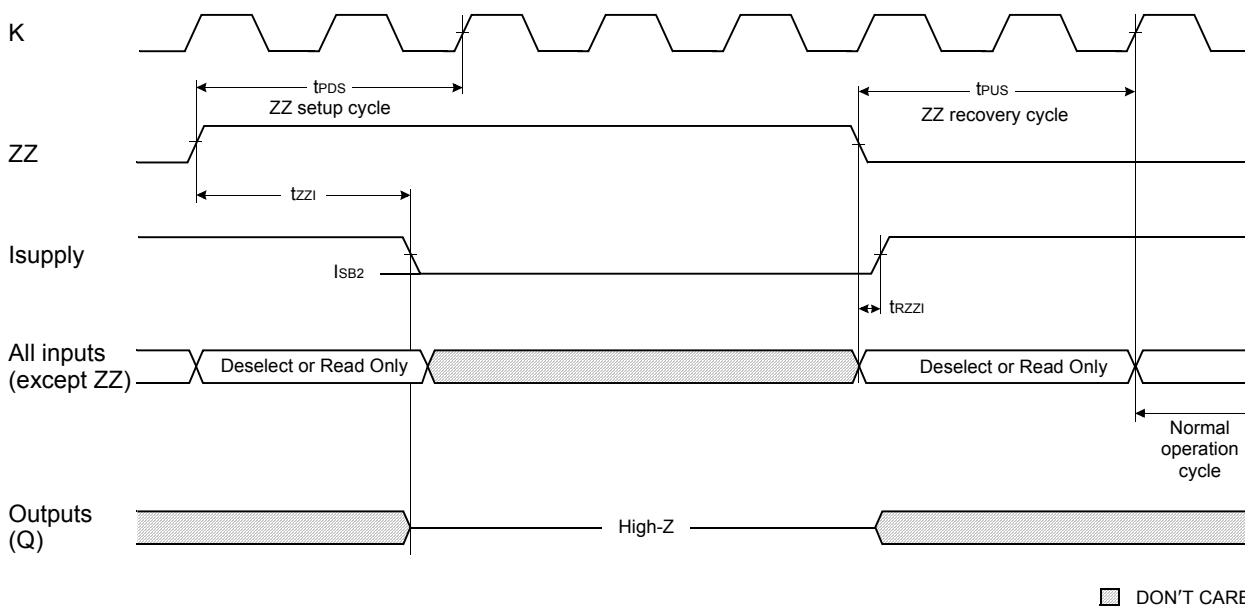 K
tPDS
ZZ setup cycle
tPUS
ZZ recovery cycle
ZZ
tZZI
Isupply
ISB2
tRZZI
All inputs
(except ZZ)
Deselect or Read Only
Deselect or Read Only
Normal
operation
cycle
Outputs
(Q)
High-Z
DON'T CARE